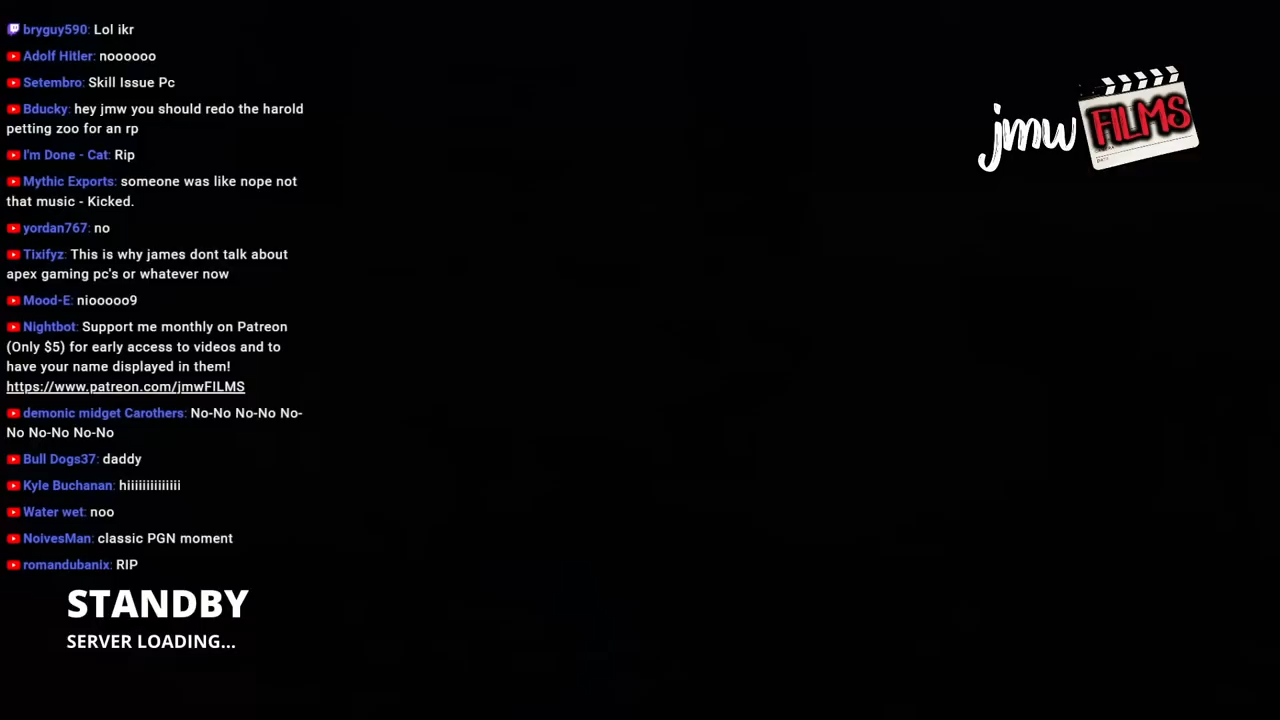 bryguy590: Lol ikr
Adolf Hitler: noooooo
Setembro: Skill Issue Pc
Bducky: hey jmw you should redo the harold
petting zoo for an rp
I'm Done - Cat: Rip
Mythic Exports: someone was like nope not
that music - Kicked.
yordan767: no
Tixifyz: This is why james dont talk about
apex gaming pc's or whatever now
Mood-E: niooooo9
Nightbot: Support me monthly on Patreon
(Only $5) for early access to videos and to
have your name displayed in them!
https://www.patreon.com/jmwFILMS
demonic midget Carothers: No-No No-No No-
No No-No No-No
Bull Dogs37: daddy
Kyle Buchanan: hiiiiiiiiiiiiii
Water wet: noo
NoivesMan: classic PGN moment
romandubanix: RIP
STANDBY
SERVER LOADING...
jmw FILMS